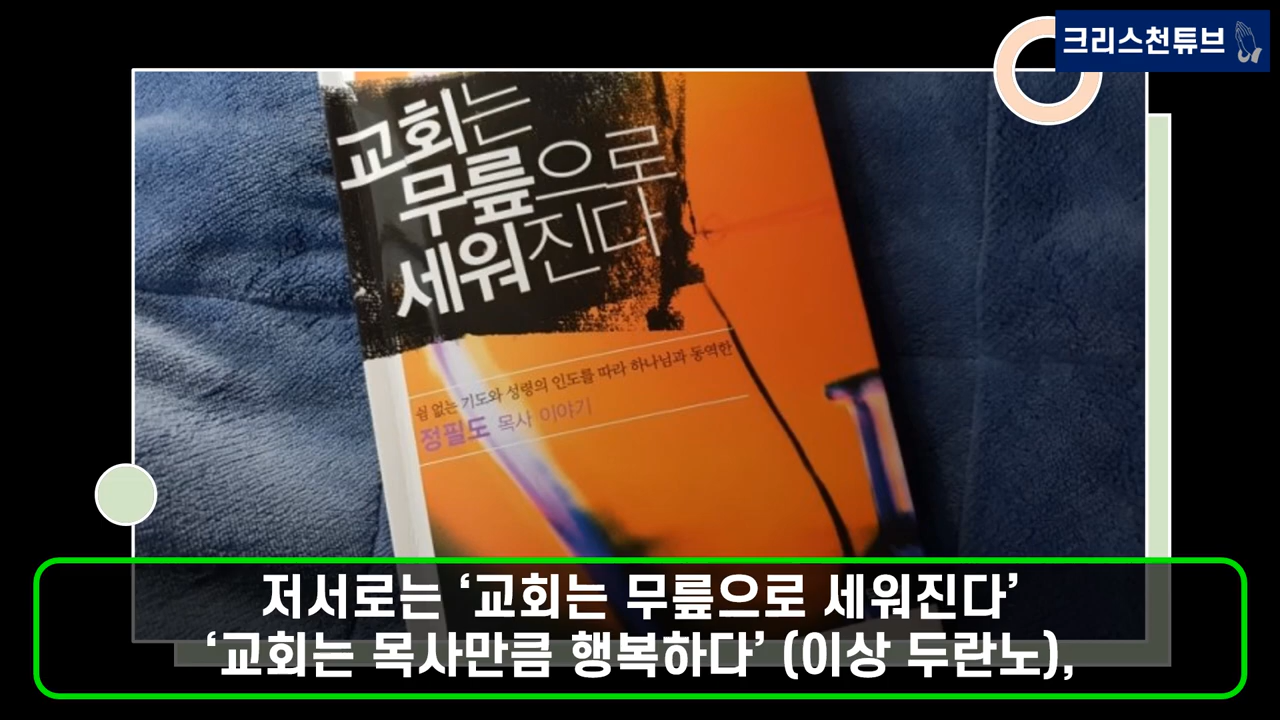 크리스천튜브
교회는
무릎으로
세워진다
쉼 없는 기도와 성령의 인도를 따라 하나님과 동역한
정필도 목사 이야기
저서로는 ‘교회는 무릎으로 세워진다’
‘교회는 목사만큼 행복하다’ (이상 두란노),